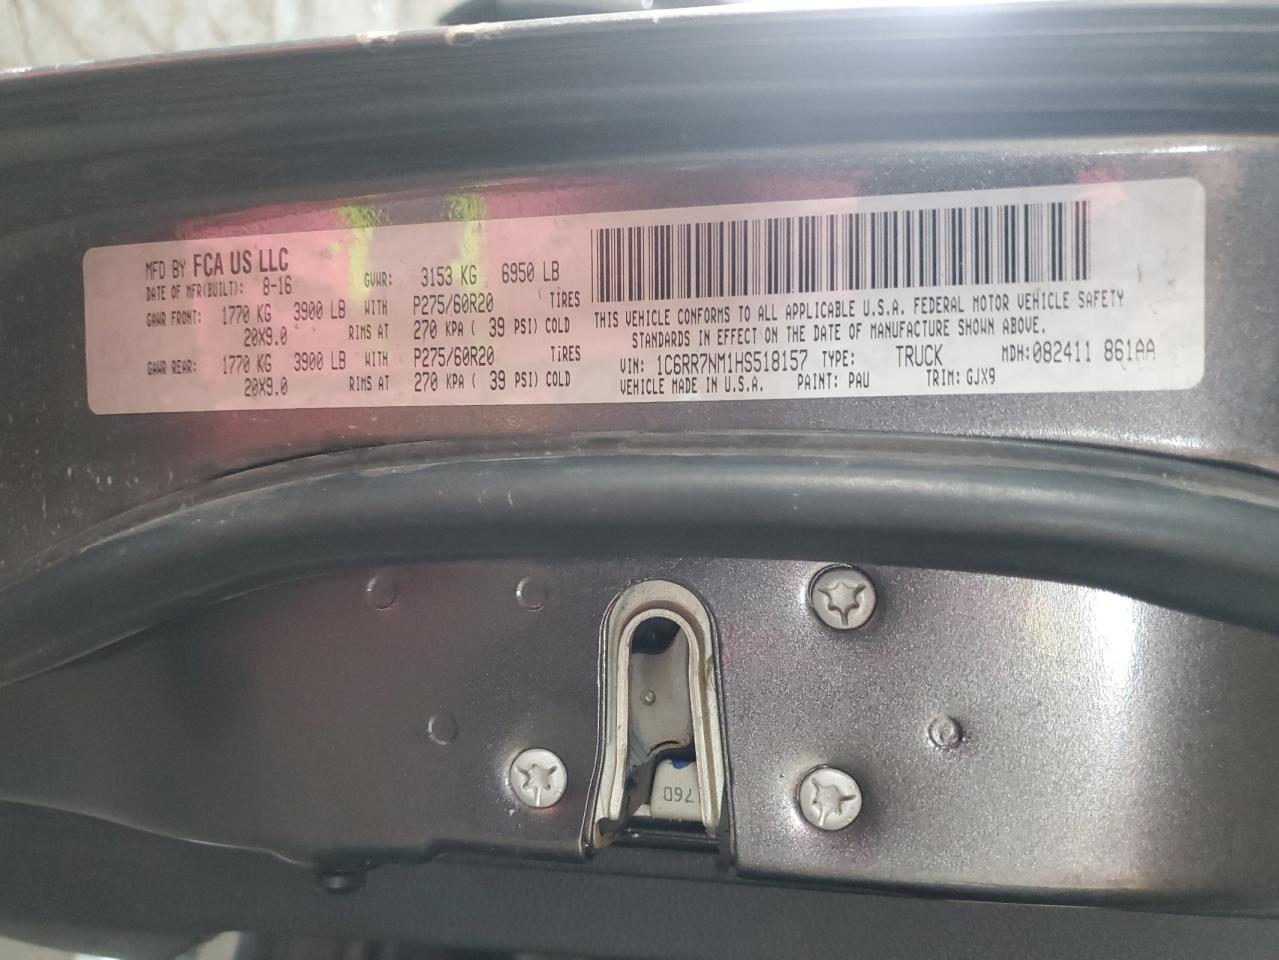 MFD BY FCA US LLC
DATE OF MFR(BUILT): 8-16 GVWR: 3153 KG 6950 LB
GAWR FRONT: 1770 KG 3900 LB WITH P275/60R20 TIRES
20X9.0 RIMS AT 270 KPA ( 39 PSI) COLD
GAWR REAR: 1770 KG 3900 LB WITH P275/60R20 TIRES
20X9.0 RIMS AT 270 KPA ( 39 PSI) COLD
THIS VEHICLE CONFORMS TO ALL APPLICABLE U.S.A. FEDERAL MOTOR VEHICLE SAFETY
STANDARDS IN EFFECT ON THE DATE OF MANUFACTURE SHOWN ABOVE.
VIN: 1C6RR7NM1HS518157 TYPE: TRUCK MDH:082411 861AA
VEHICLE MADE IN U.S.A. PAINT: PAU TRIM: GJX9